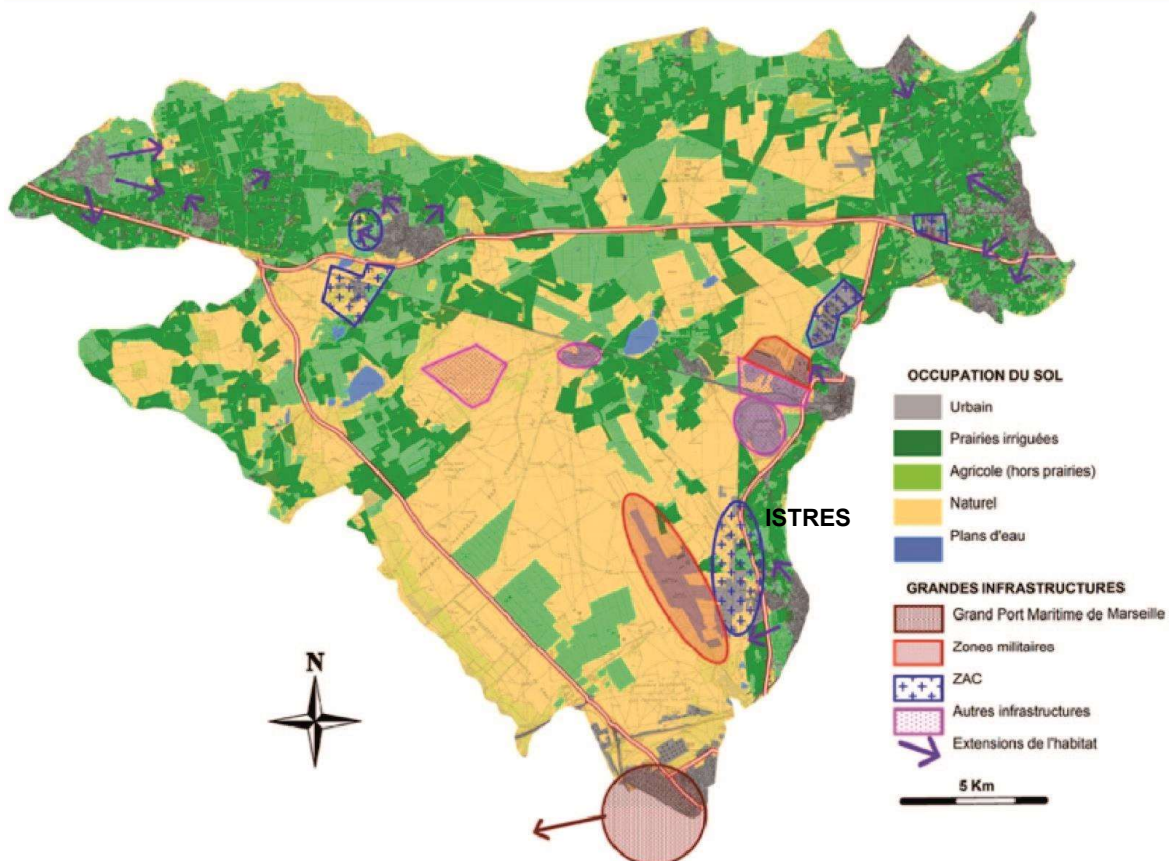 ISTRES
N
OCCUPATION DU SOL
Urbain
Prairies irriguées
Agricole (hors prairies)
Naturel
Plans d'eau
GRANDES INFRASTRUCTURES
Grand Port Maritime de Marseille
Zones militaires
ZAC
Autres infrastructures
Extensions de l'habitat
5 Km